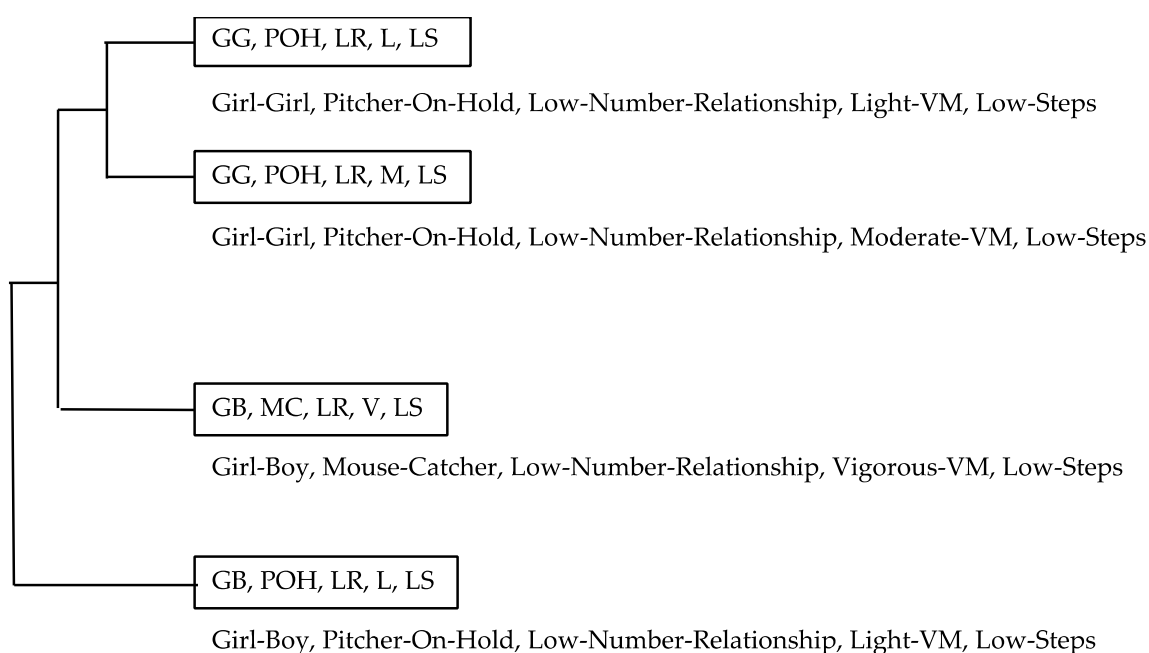 GG, POH, LR, L, LS
Girl-Girl, Pitcher-On-Hold, Low-Number-Relationship, Light-VM, Low-Steps
GG, POH, LR, M, LS
Girl-Girl, Pitcher-On-Hold, Low-Number-Relationship, Moderate-VM, Low-Steps
GB, MC, LR, V, LS
Girl-Boy, Mouse-Catcher, Low-Number-Relationship, Vigorous-VM, Low-Steps
GB, POH, LR, L, LS
Girl-Boy, Pitcher-On-Hold, Low-Number-Relationship, Light-VM, Low-Steps